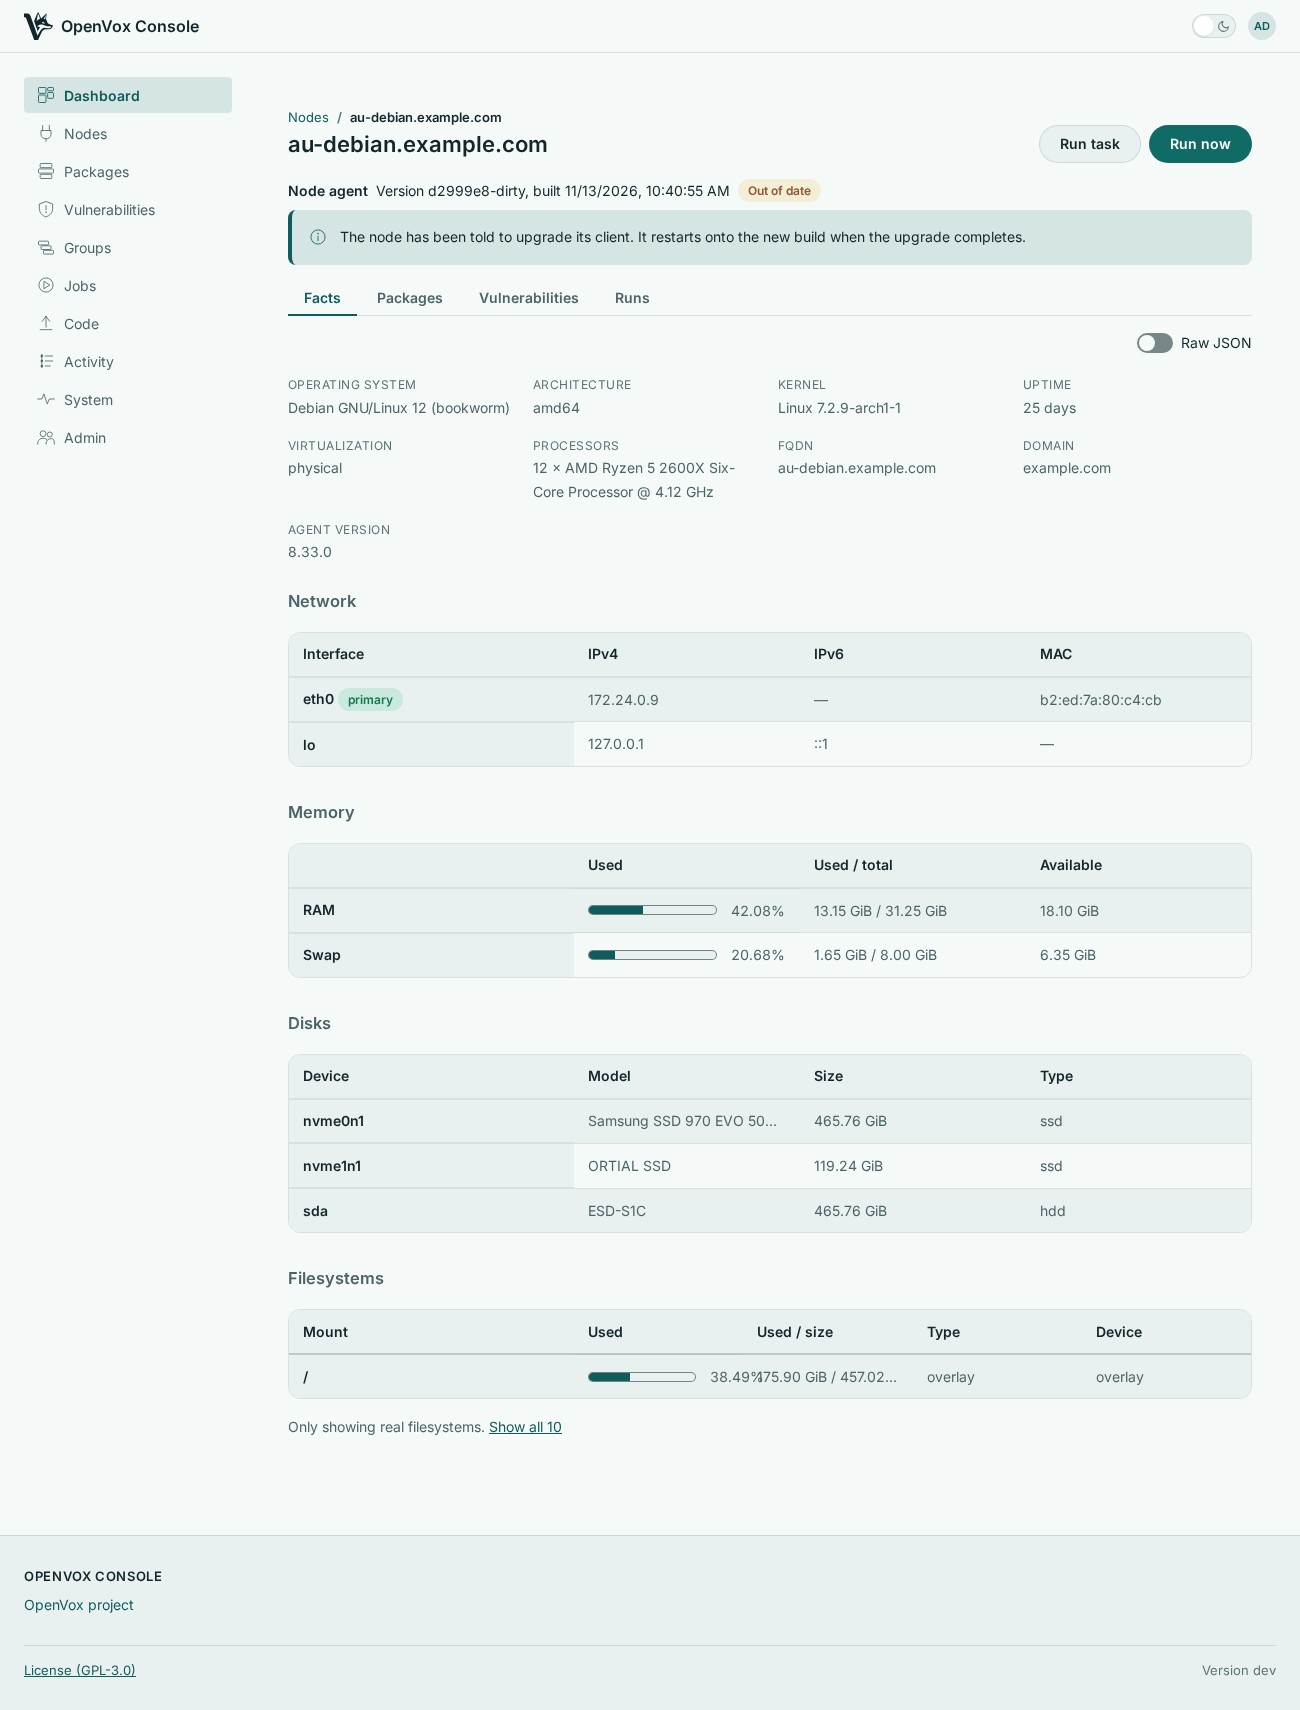 OpenVox Console
AD
Dashboard
Nodes
Packages
Vulnerabilities
Groups
Jobs
Code
Activity
System
Admin
Nodes / au-debian.example.com
au-debian.example.com
Run task
Run now
Node agent Version d2999e8-dirty, built 11/13/2026, 10:40:55 AM Out of date
The node has been told to upgrade its client. It restarts onto the new build when the upgrade completes.
Facts Packages Vulnerabilities Runs
Raw JSON
OPERATING SYSTEM ARCHITECTURE KERNEL UPTIME
Debian GNU/Linux 12 (bookworm) amd64 Linux 7.2.9-arch1-1 25 days
VIRTUALIZATION PROCESSORS FQDN DOMAIN
physical 12 × AMD Ryzen 5 2600X Six- au-debian.example.com example.com
Core Processor @ 4.12 GHz
AGENT VERSION
8.33.0
Network
Interface IPv4 IPv6 MAC
eth0 primary 172.24.0.9 — b2:ed:7a:80:c4:cb
lo 127.0.0.1 ::1 —
Memory
Used Used / total Available
RAM 42.08% 13.15 GiB / 31.25 GiB 18.10 GiB
Swap 20.68% 1.65 GiB / 8.00 GiB 6.35 GiB
Disks
Device Model Size Type
nvme0n1 Samsung SSD 970 EVO 50... 465.76 GiB ssd
nvme1n1 ORTIAL SSD 119.24 GiB ssd
sda ESD-S1C 465.76 GiB hdd
Filesystems
Mount Used Used / size Type Device
/ 38.49% 175.90 GiB / 457.02... overlay overlay
Only showing real filesystems. Show all 10
OPENVOX CONSOLE
OpenVox project
License (GPL-3.0)
Version dev